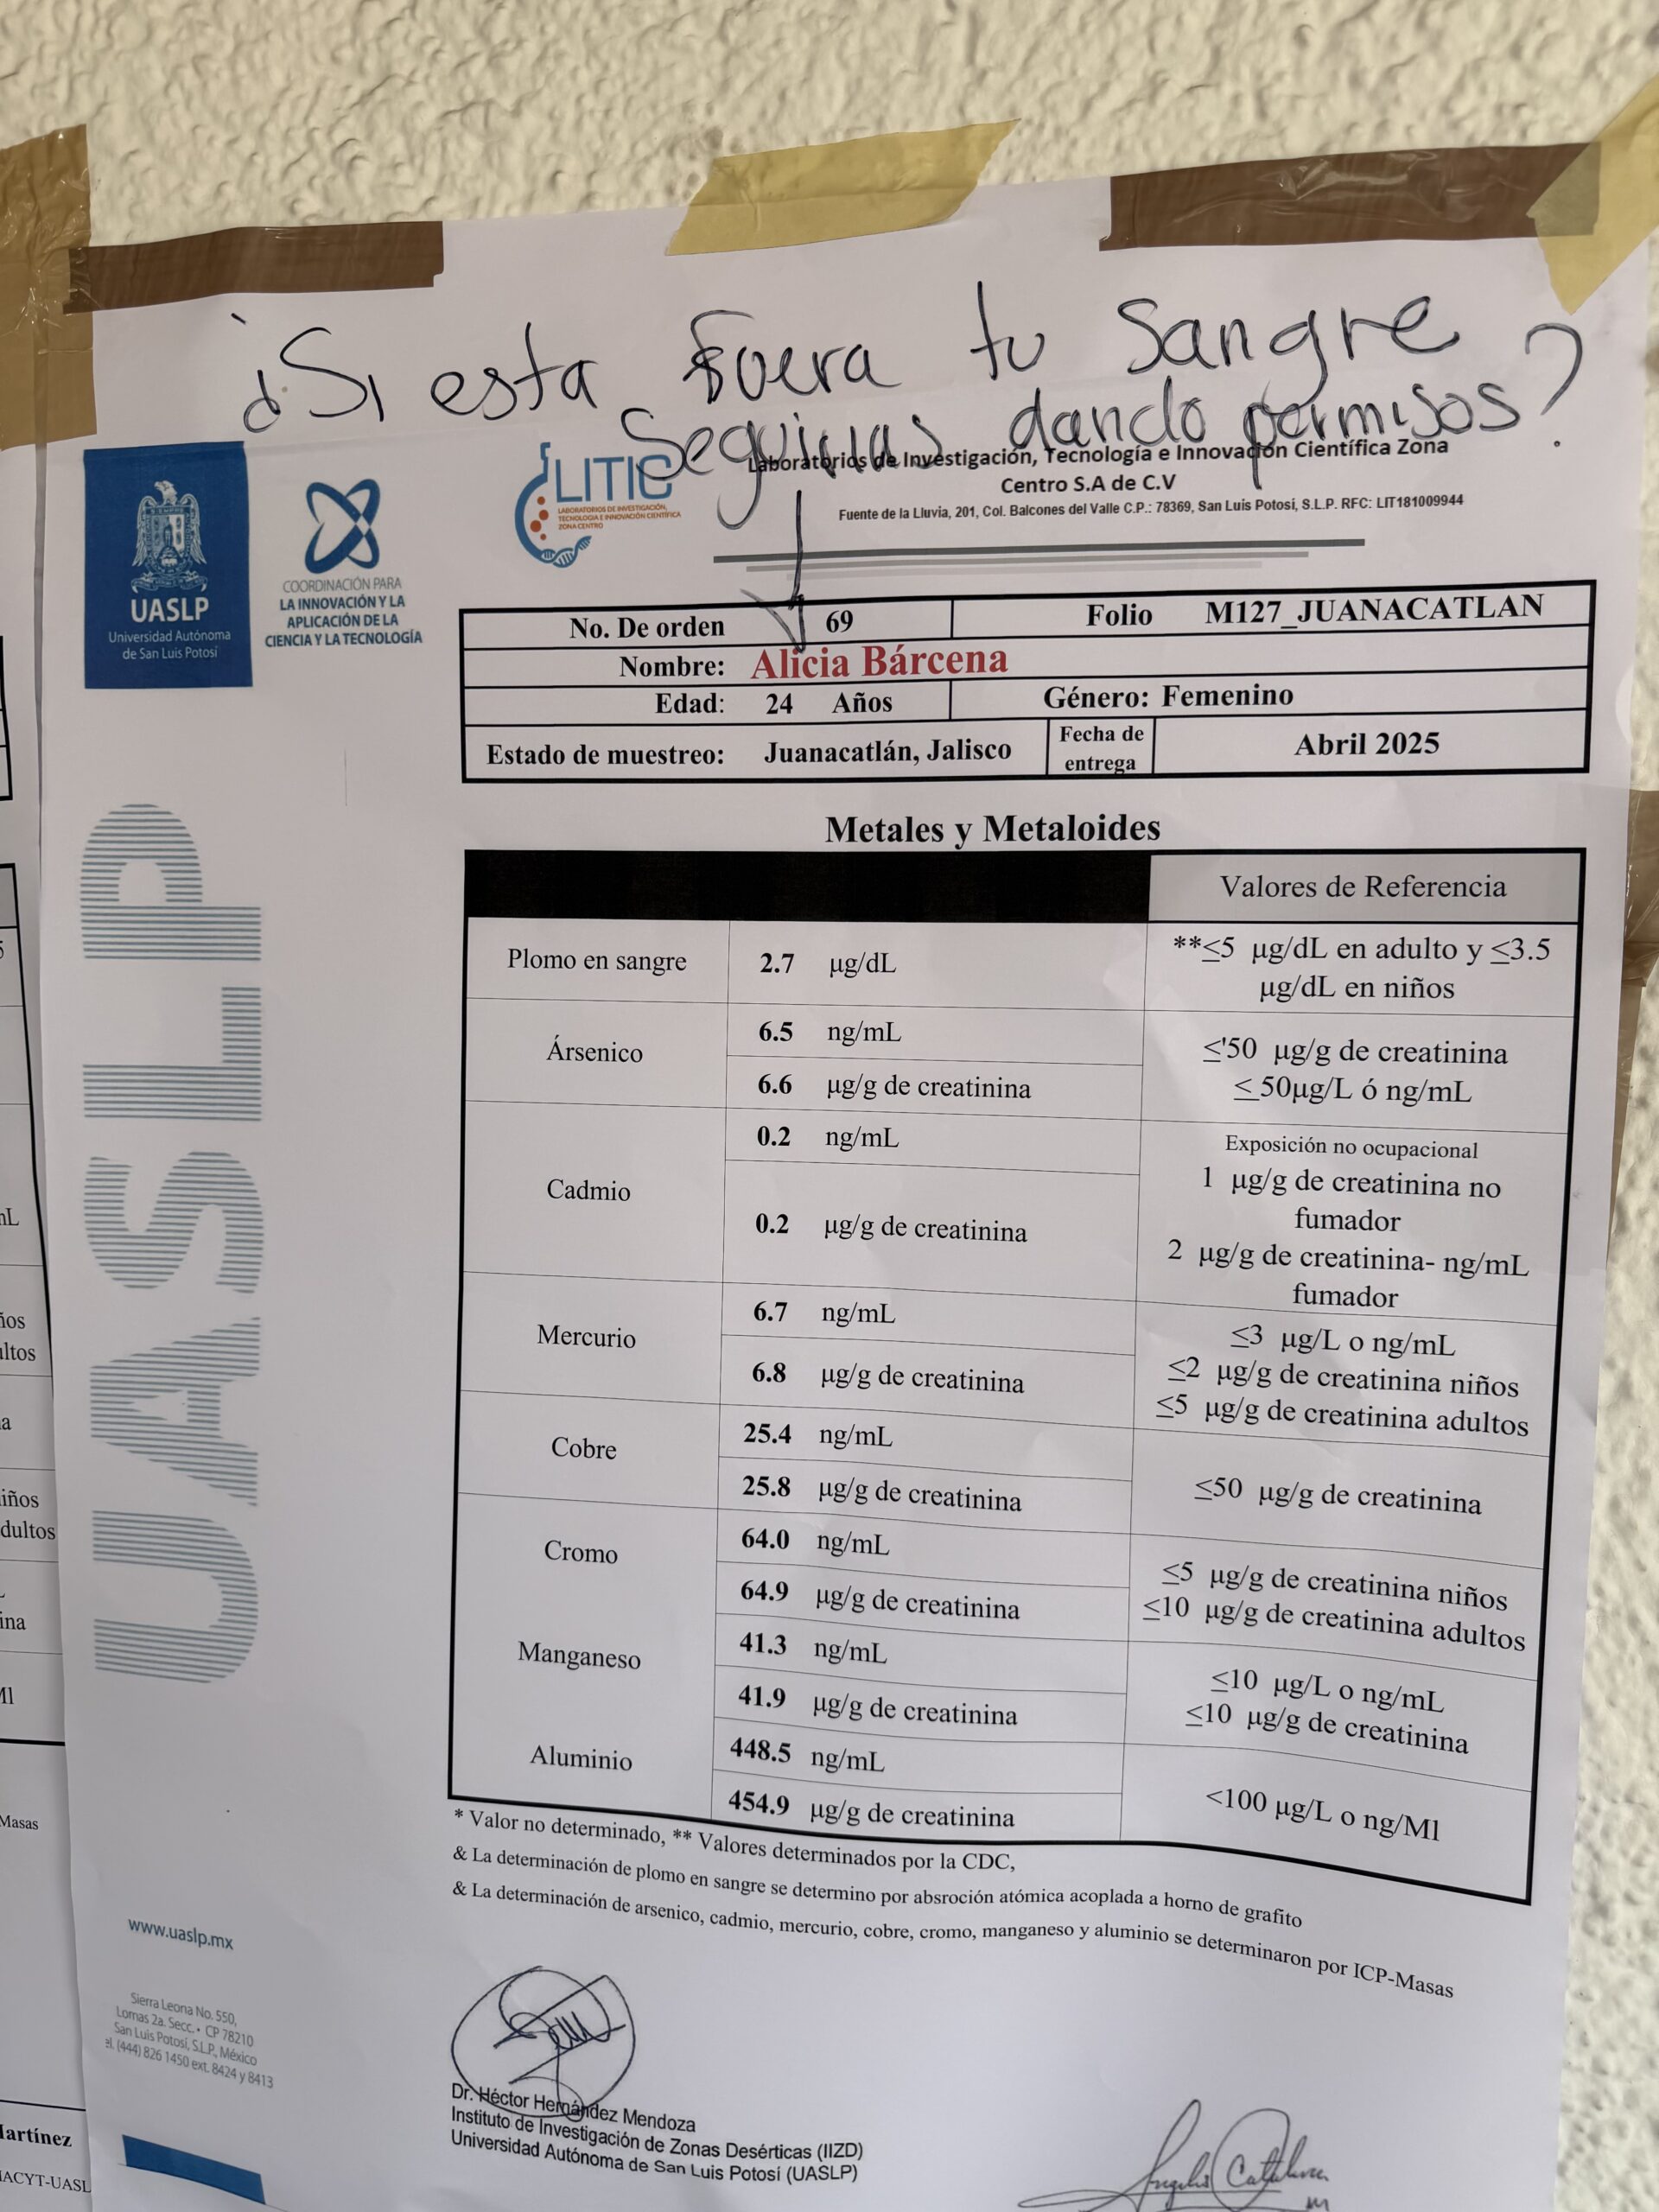 ¿Si esta fuera tu sangre
seguirias dando permisos?
LITIC
LABORATORIOS DE INVESTIGACIÓN,
TECNOLOGÍA E INNOVACIÓN CIENTÍFICA
ZONA CENTRO
Laboratorios de Investigación, Tecnología e Innovación Científica Zona
Centro S.A de C.V
Fuente de la Lluvia, 201, Col. Balcones del Valle C.P.: 78369, San Luis Potosí, S.L.P. RFC: LIT181009944
UASLP
Universidad Autónoma
de San Luis Potosí
COORDINACIÓN PARA
LA INNOVACIÓN Y LA
APLICACIÓN DE LA
CIENCIA Y LA TECNOLOGÍA
No. De orden 69 Folio M127_JUANACATLAN
Nombre: Alicia Bárcena
Edad: 24 Años Género: Femenino
Estado de muestreo: Juanacatlán, Jalisco Fecha de entrega Abril 2025
UASLP
Metales y Metaloides
Valores de Referencia
Plomo en sangre 2.7 µg/dL **≤5 µg/dL en adulto y ≤3.5
µg/dL en niños
Ársenico
6.5 ng/mL
6.6 µg/g de creatinina
≤'50 µg/g de creatinina
≤ 50µg/L ó ng/mL
Cadmio
0.2 ng/mL
0.2 µg/g de creatinina
Exposición no ocupacional
1 µg/g de creatinina no
fumador
2 µg/g de creatinina- ng/mL
fumador
Mercurio
6.7 ng/mL
6.8 µg/g de creatinina
≤3 µg/L o ng/mL
≤2 µg/g de creatinina niños
≤5 µg/g de creatinina adultos
Cobre
25.4 ng/mL
25.8 µg/g de creatinina
≤50 µg/g de creatinina
Cromo
64.0 ng/mL
64.9 µg/g de creatinina
≤5 µg/g de creatinina niños
≤10 µg/g de creatinina adultos
Manganeso
41.3 ng/mL
41.9 µg/g de creatinina
≤10 µg/L o ng/mL
≤10 µg/g de creatinina
Aluminio
448.5 ng/mL
454.9 µg/g de creatinina
<100 µg/L o ng/Ml
* Valor no determinado, ** Valores determinados por la CDC,
& La determinación de plomo en sangre se determino por absroción atómica acoplada a horno de grafito
& La determinación de arsenico, cadmio, mercurio, cobre, cromo, manganeso y aluminio se determinaron por ICP-Masas
www.uaslp.mx
Sierra Leona No. 550,
Lomas 2a. Secc. • CP 78210
San Luis Potosí, S.L.P., México
el. (444) 826 1450 ext. 8424 y 8413
Dr. Héctor Hernández Mendoza
Instituto de Investigación de Zonas Desérticas (IIZD)
Universidad Autónoma de San Luis Potosí (UASLP)